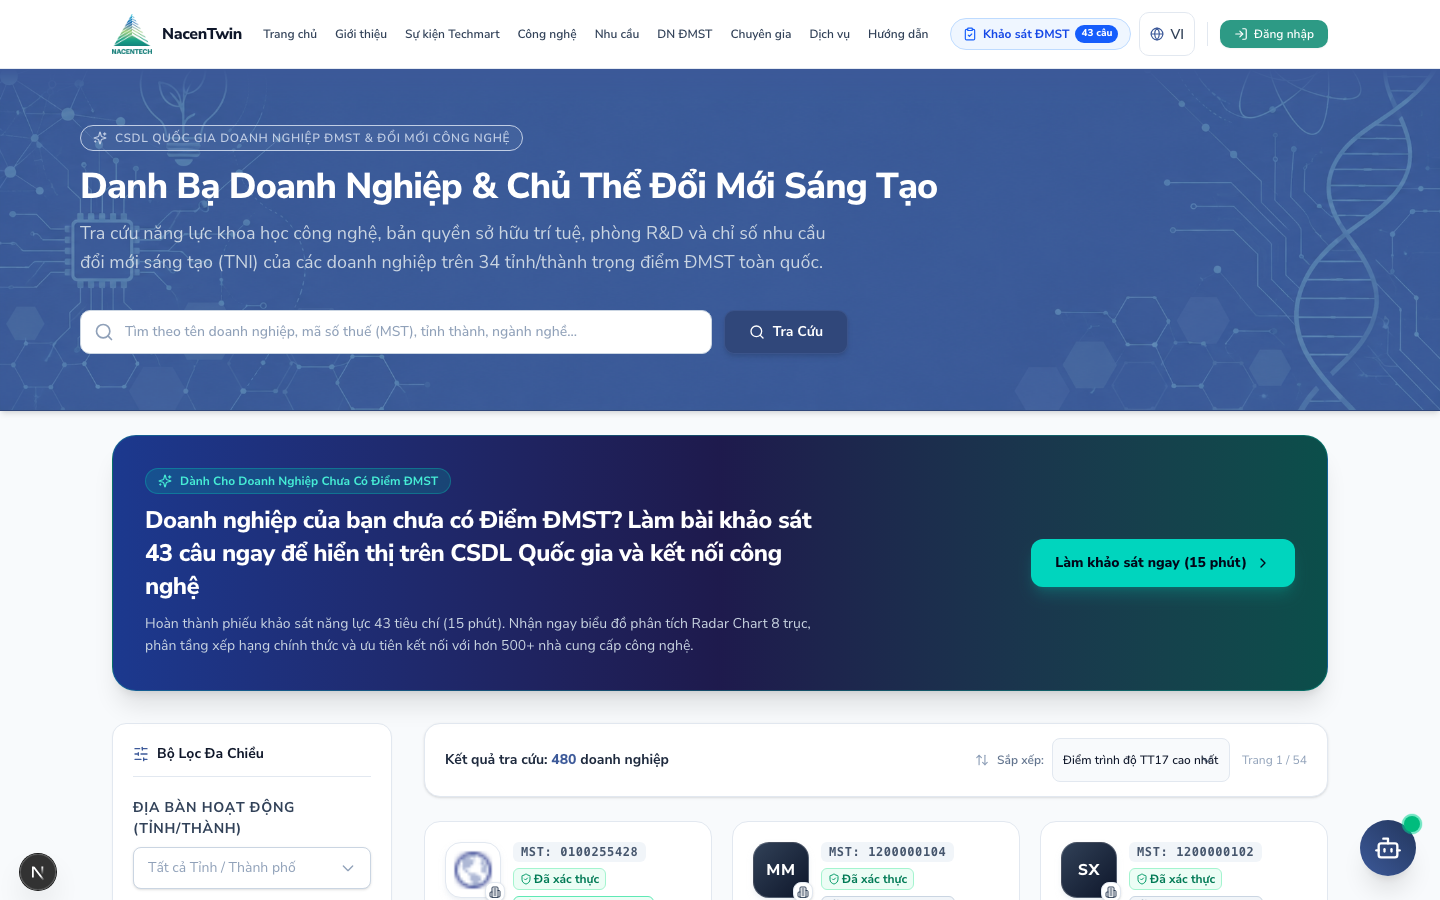 NACENTECH
NacenTwin
Trang chủ
Giới thiệu
Sự kiện Techmart
Công nghệ
Nhu cầu
DN ĐMST
Chuyên gia
Dịch vụ
Hướng dẫn
Khảo sát ĐMST 43 câu
VI
Đăng nhập
CSDL QUỐC GIA DOANH NGHIỆP ĐMST & ĐỔI MỚI CÔNG NGHỆ
Danh Bạ Doanh Nghiệp & Chủ Thể Đổi Mới Sáng Tạo
Tra cứu năng lực khoa học công nghệ, bản quyền sở hữu trí tuệ, phòng R&D và chỉ số nhu cầu
đổi mới sáng tạo (TNI) của các doanh nghiệp trên 34 tỉnh/thành trọng điểm ĐMST toàn quốc.
Tìm theo tên doanh nghiệp, mã số thuế (MST), tỉnh thành, ngành nghề...
Tra Cứu
Dành Cho Doanh Nghiệp Chưa Có Điểm ĐMST
Doanh nghiệp của bạn chưa có Điểm ĐMST? Làm bài khảo sát
43 câu ngay để hiển thị trên CSDL Quốc gia và kết nối công
nghệ
Hoàn thành phiếu khảo sát năng lực 43 tiêu chí (15 phút). Nhận ngay biểu đồ phân tích Radar Chart 8 trục,
phân tầng xếp hạng chính thức và ưu tiên kết nối với hơn 500+ nhà cung cấp công nghệ.
Làm khảo sát ngay (15 phút)
Bộ Lọc Đa Chiều
ĐỊA BÀN HOẠT ĐỘNG
(TỈNH/THÀNH)
Tất cả Tỉnh / Thành phố
Kết quả tra cứu: 480 doanh nghiệp
Sắp xếp:
Điểm trình độ TT17 cao nhất
Trang 1 / 54
MST: 0100255428
Đã xác thực
MM
MST: 1200000104
Đã xác thực
SX
MST: 1200000102
Đã xác thực
N